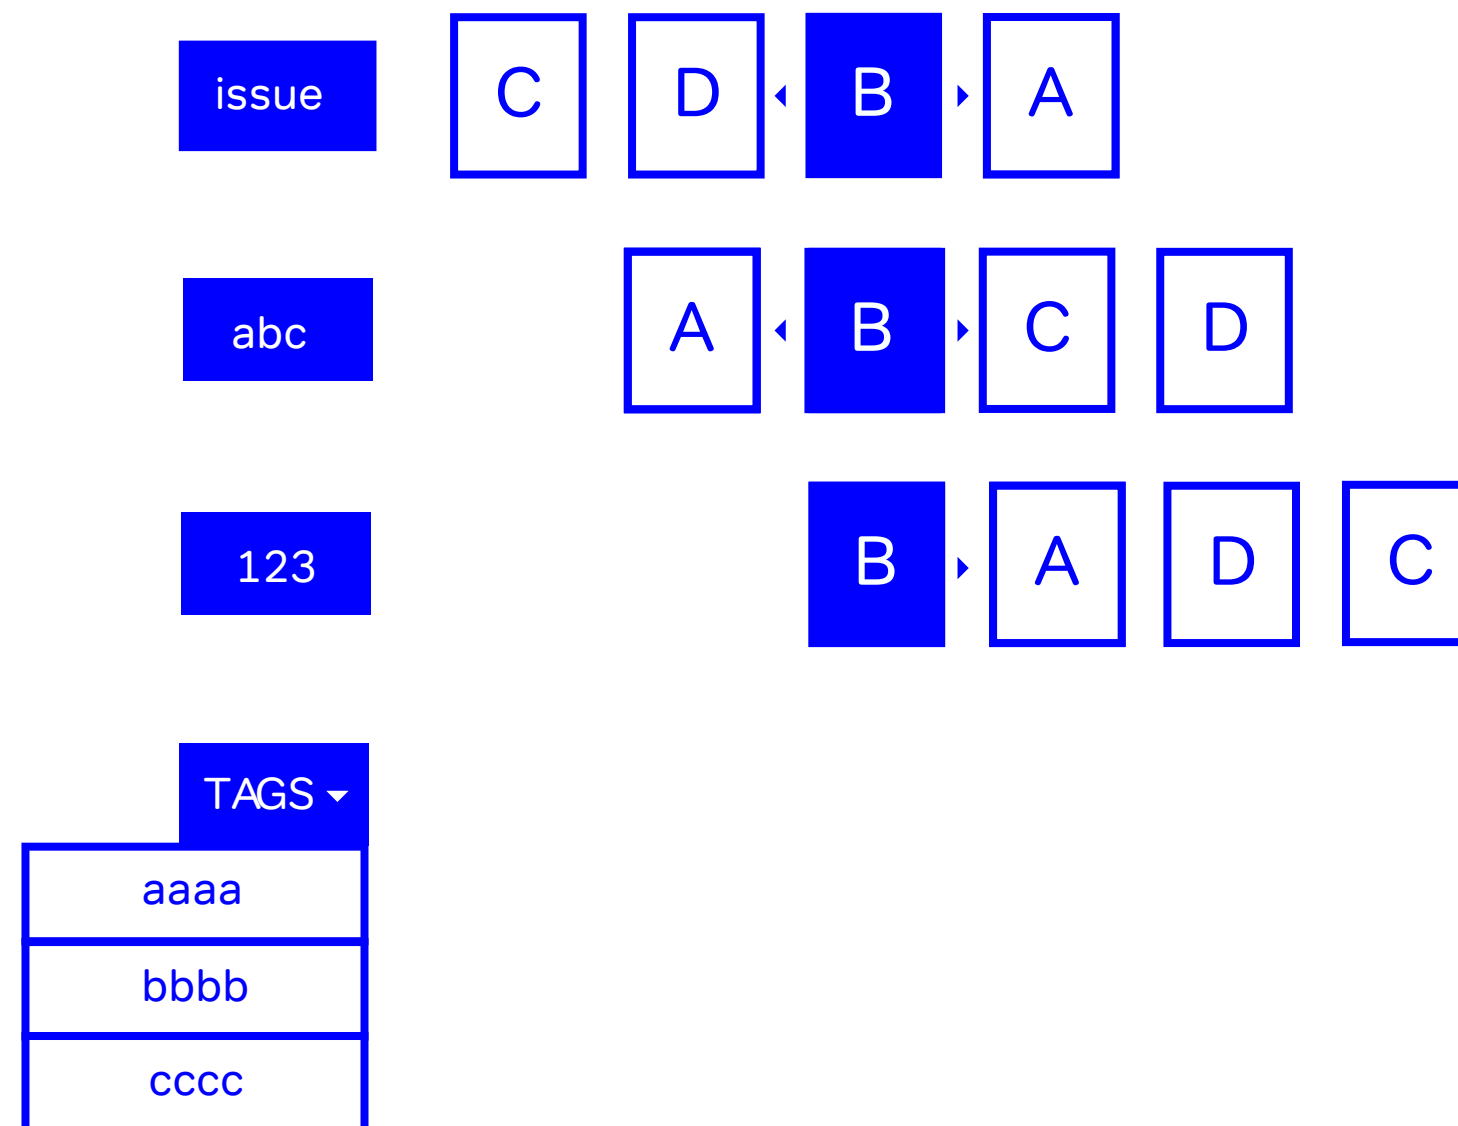 issue C D B A
abc A B C D
123 B A D C
TAGS
aaaa
bbbb
cccc